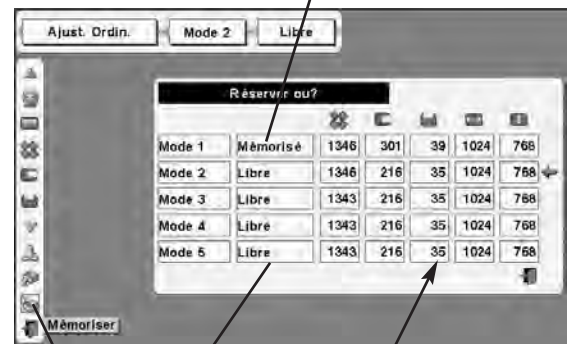 Ajust. Ordin. Mode 2 Libre
Réserver ou?
Mode 1 Mémorisé 1346 301 39 1024 768
Mode 2 Libre 1346 216 35 1024 768
Mode 3 Libre 1343 216 35 1024 768
Mode 4 Libre 1343 216 35 1024 768
Mode 5 Libre 1343 216 35 1024 768
Mémoriser